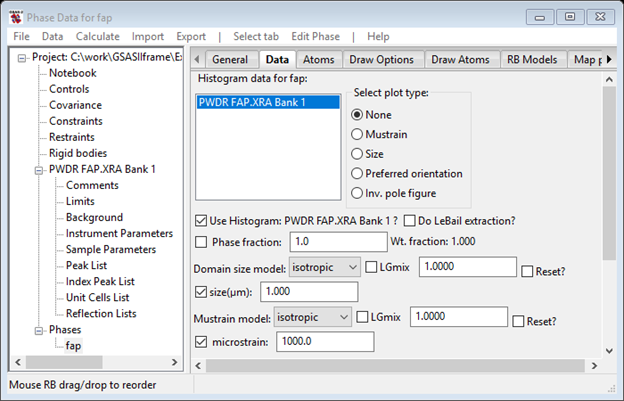 Phase Data for fap
File Data Calculate Import Export | Select tab Edit Phase | Help
Project: C:\work\GSASIIframe\Ex
Notebook
Controls
Covariance
Constraints
Restraints
Rigid bodies
PWDR FAP.XRA Bank 1
Comments
Limits
Background
Instrument Parameters
Sample Parameters
Peak List
Index Peak List
Unit Cells List
Reflection Lists
Phases
fap
General Data Atoms Draw Options Draw Atoms RB Models Map p
Histogram data for fap:
PWDR FAP.XRA Bank 1
Select plot type:
None
Mustrain
Size
Preferred orientation
Inv. pole figure
Use Histogram: PWDR FAP.XRA Bank 1 ? Do LeBail extraction?
Phase fraction: 1.0 Wt. fraction: 1.000
Domain size model: isotropic LGmix 1.0000 Reset?
size(μm): 1.000
Mustrain model: isotropic LGmix 1.0000 Reset?
microstrain: 1000.0
Mouse RB drag/drop to reorder